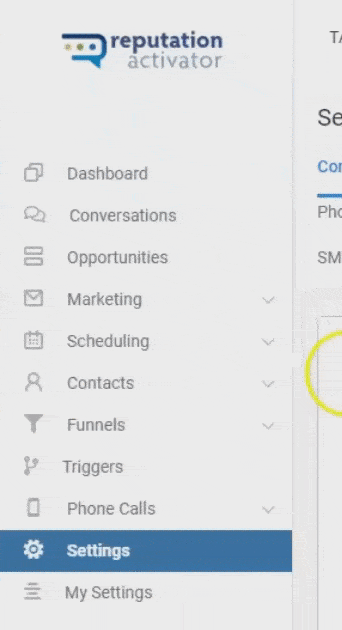 reputation
activator
TA
Se
Dashboard
Con
Conversations
Pho
Opportunities
SM
Marketing
Scheduling
Contacts
Funnels
Triggers
Phone Calls
Settings
My Settings